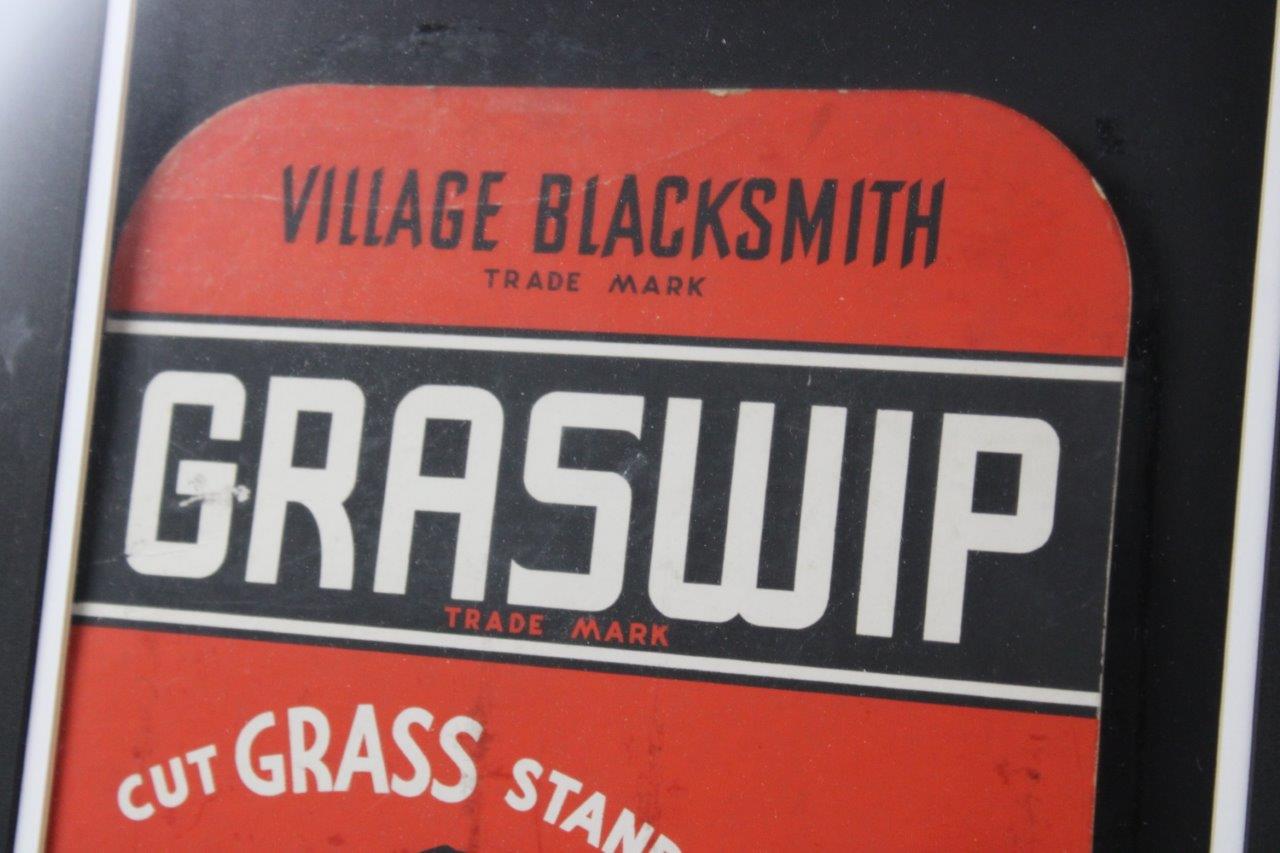 VILLAGE BLACKSMITH
TRADE MARK
GRASWIP
TRADE MARK
CUT GRASS